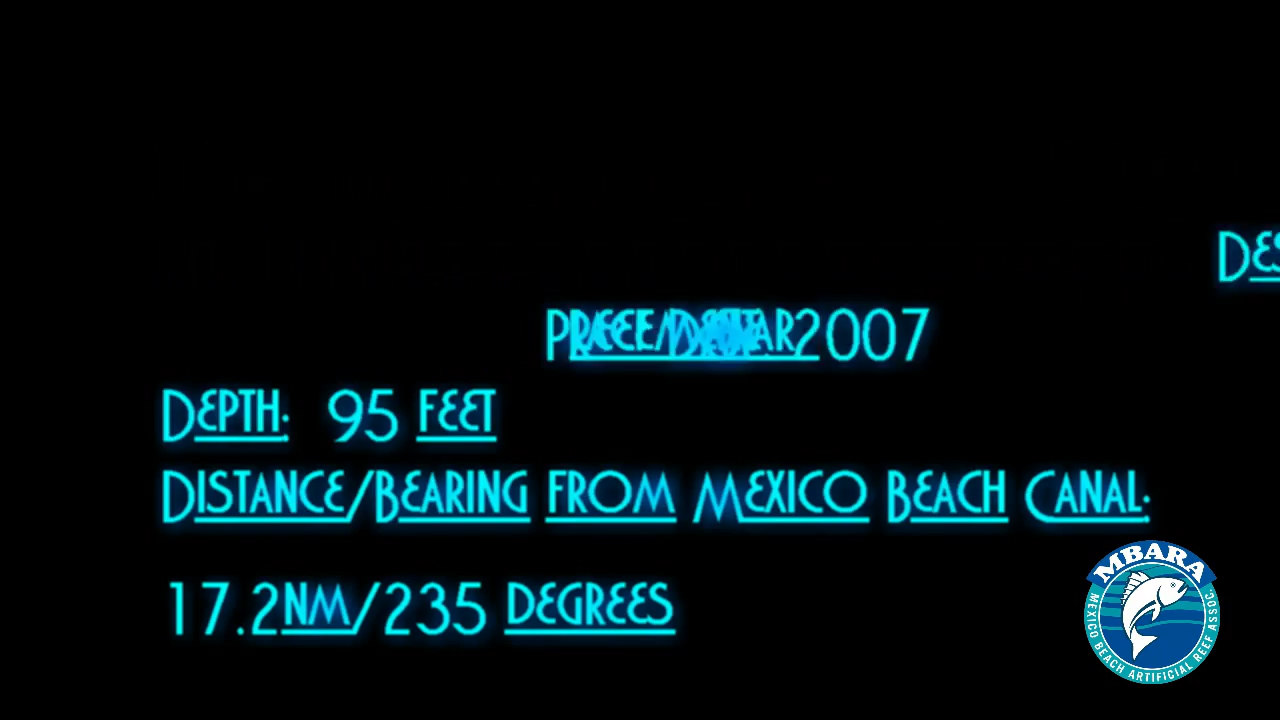 2007
DEPTH: 95 FEET
DISTANCE/BEARING FROM MEXICO BEACH CANAL:
17.2NM/235 DEGREES
MBARA
MEXICO BEACH ARTIFICIAL REEF ASSOC.